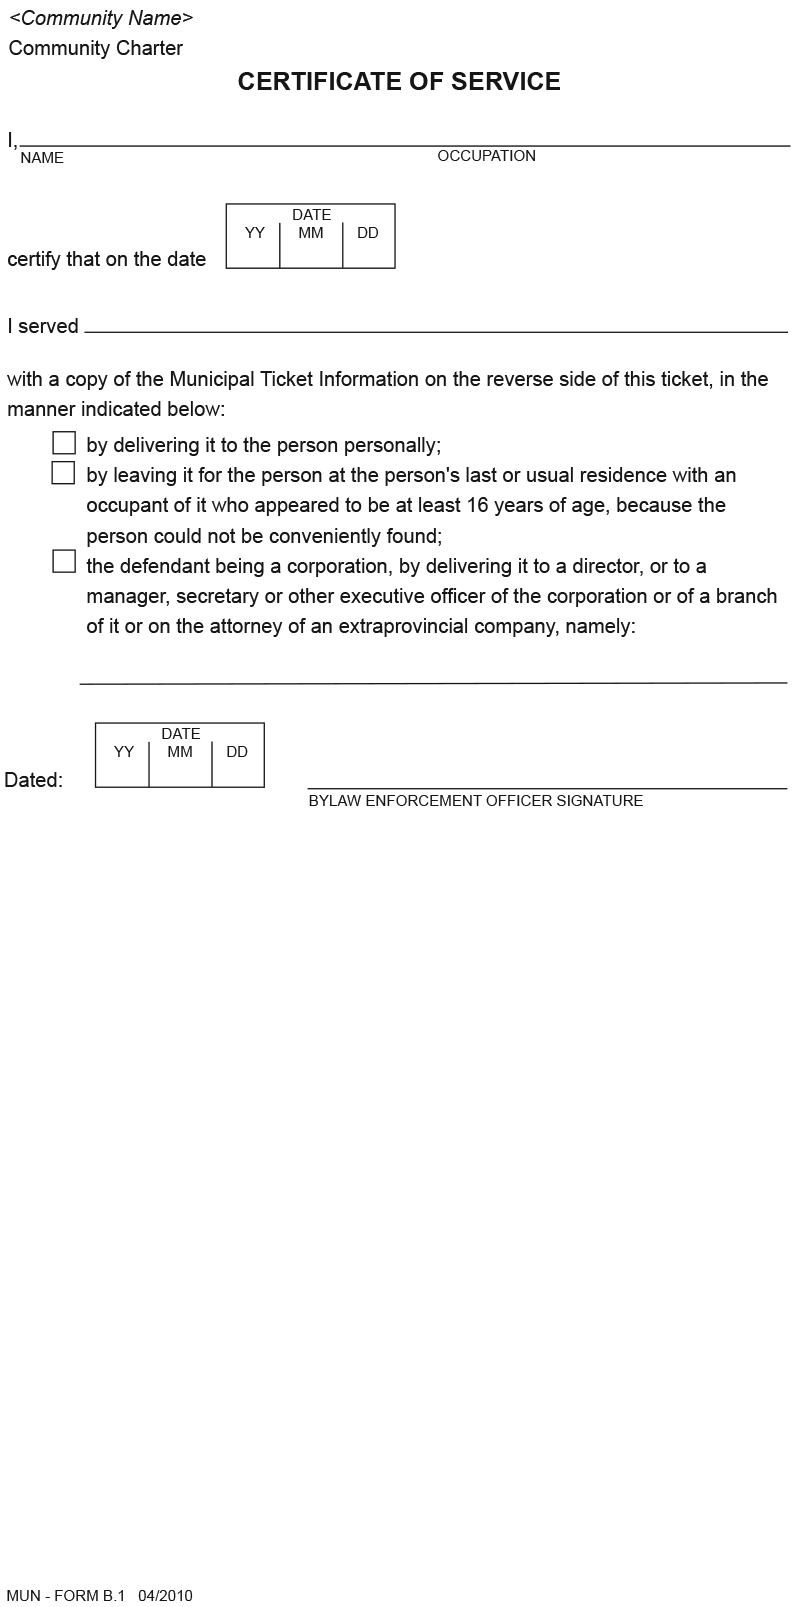 <Community Name>
Community Charter
CERTIFICATE OF SERVICE
I,
NAME OCCUPATION
DATE
YY MM DD
certify that on the date
I served
with a copy of the Municipal Ticket Information on the reverse side of this ticket, in the
manner indicated below:
by delivering it to the person personally;
by leaving it for the person at the person's last or usual residence with an
occupant of it who appeared to be at least 16 years of age, because the
person could not be conveniently found;
the defendant being a corporation, by delivering it to a director, or to a
manager, secretary or other executive officer of the corporation or of a branch
of it or on the attorney of an extraprovincial company, namely:
DATE
YY MM DD
Dated:
BYLAW ENFORCEMENT OFFICER SIGNATURE
MUN - FORM B.1 04/2010